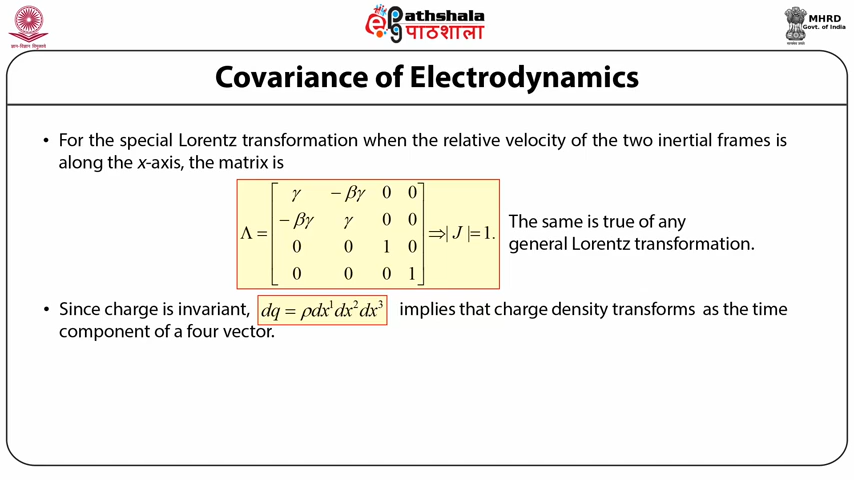 ePathshala
पाठशाला
MHRD
Govt. of India
Covariance of Electrodynamics
• For the special Lorentz transformation when the relative velocity of the two inertial frames is
along the x-axis, the matrix is
Λ = [ γ −βγ 0 0
−βγ γ 0 0
0 0 1 0
0 0 0 1 ] ⇒| J |= 1.
The same is true of any
general Lorentz transformation.
• Since charge is invariant, dq = ρdx¹dx²dx³ implies that charge density transforms as the time
component of a four vector.